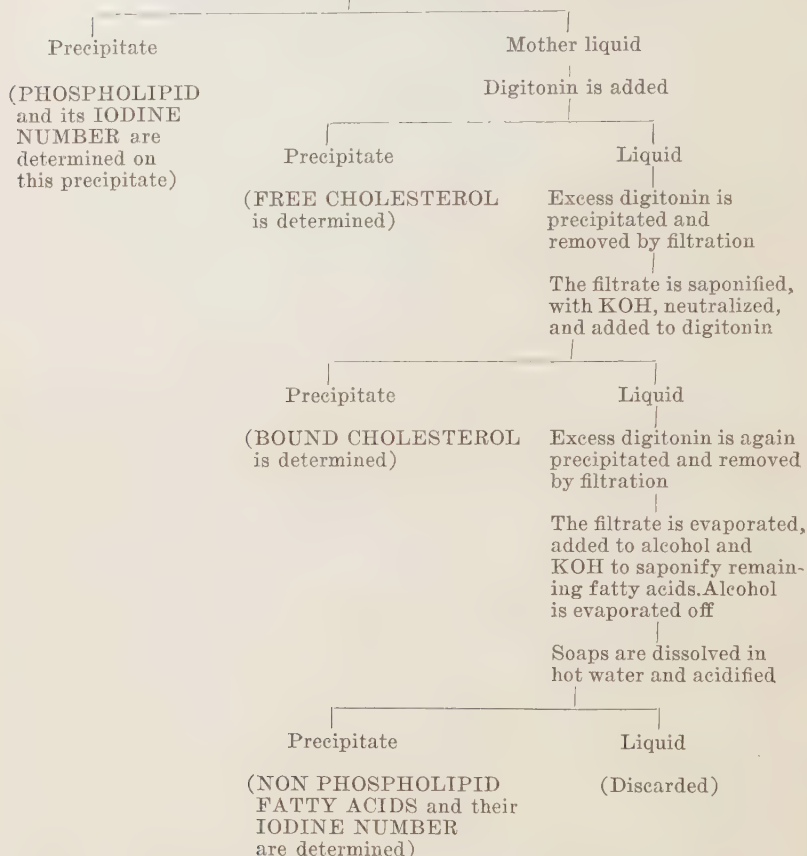 Precipitate
Mother liquid
(PHOSPHOLIPID
and its IODINE
NUMBER are
determined on
this precipitate)
Digitonin is added
Precipitate
Liquid
(FREE CHOLESTEROL
is determined)
Excess digitonin is
precipitated and
removed by filtration
The filtrate is saponified,
with KOH, neutralized,
and added to digitonin
Precipitate
Liquid
(BOUND CHOLESTEROL
is determined)
Excess digitonin is again
precipitated and removed
by filtration
The filtrate is evaporated,
added to alcohol and
KOH to saponify remain-
ing fatty acids.Alcohol
is evaporated off
Soaps are dissolved in
hot water and acidified
Precipitate
Liquid
(NON PHOSPHOLIPID
FATTY ACIDS and their
IODINE NUMBER
are determined)
(Discarded)